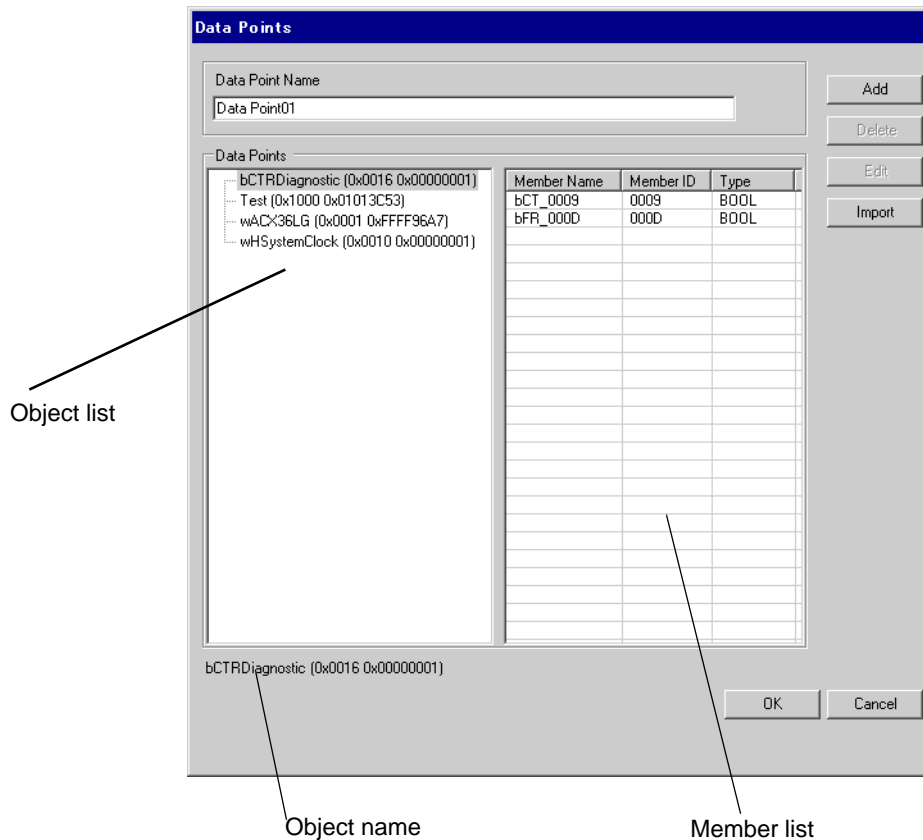 Data Points
Data Point Name
Data Point01
Add
Delete
Edit
Import
Data Points
bCTRDiagnostic (0x0016 0x00000001)
Test (0x1000 0x01013C53)
wACX36LG (0x0001 0xFFFF96A7)
wHSystemClock (0x0010 0x00000001)
Member Name Member ID Type
bCT_0009 0009 BOOL
bFR_000D 000D BOOL
Object list
bCTRDiagnostic (0x0016 0x00000001)
OK Cancel
Object name
Member list